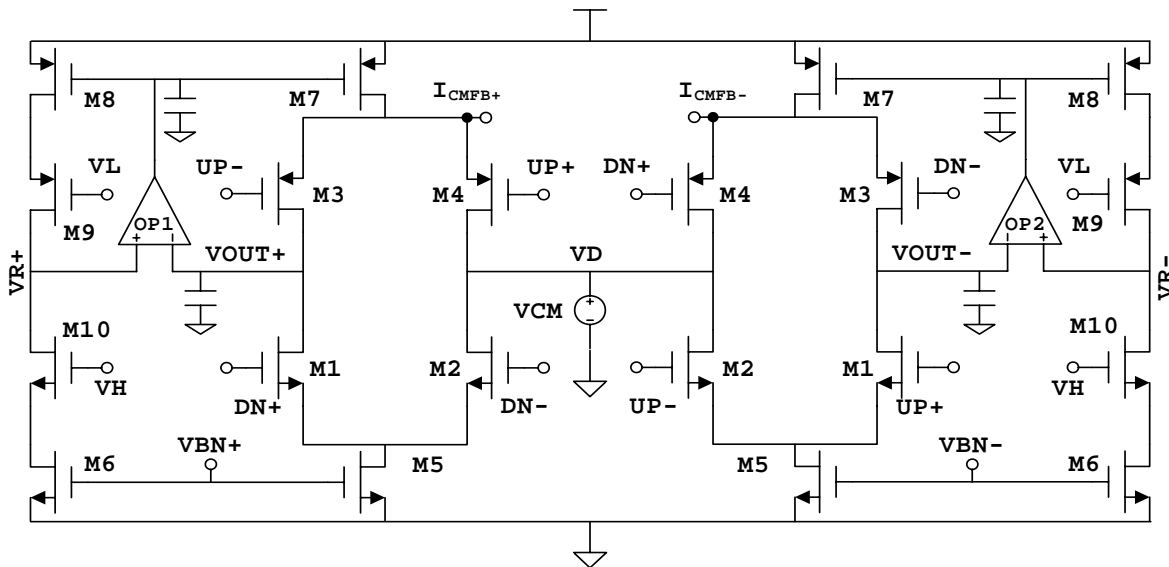 M8
M7
I_CMFB+
I_CMFB-
M7
M8
VL
UP-
UP+
DN+
DN-
VL
M3
M4
M4
M3
OP1
OP2
M9
M9
+
-
-
+
VR+
VOUT+
VD
VOUT-
VR-
VCM
+
-
M10
M10
M1
M2
M2
M1
VH
VH
DN+
DN-
UP-
UP+
VBN+
VBN-
M6
M5
M5
M6